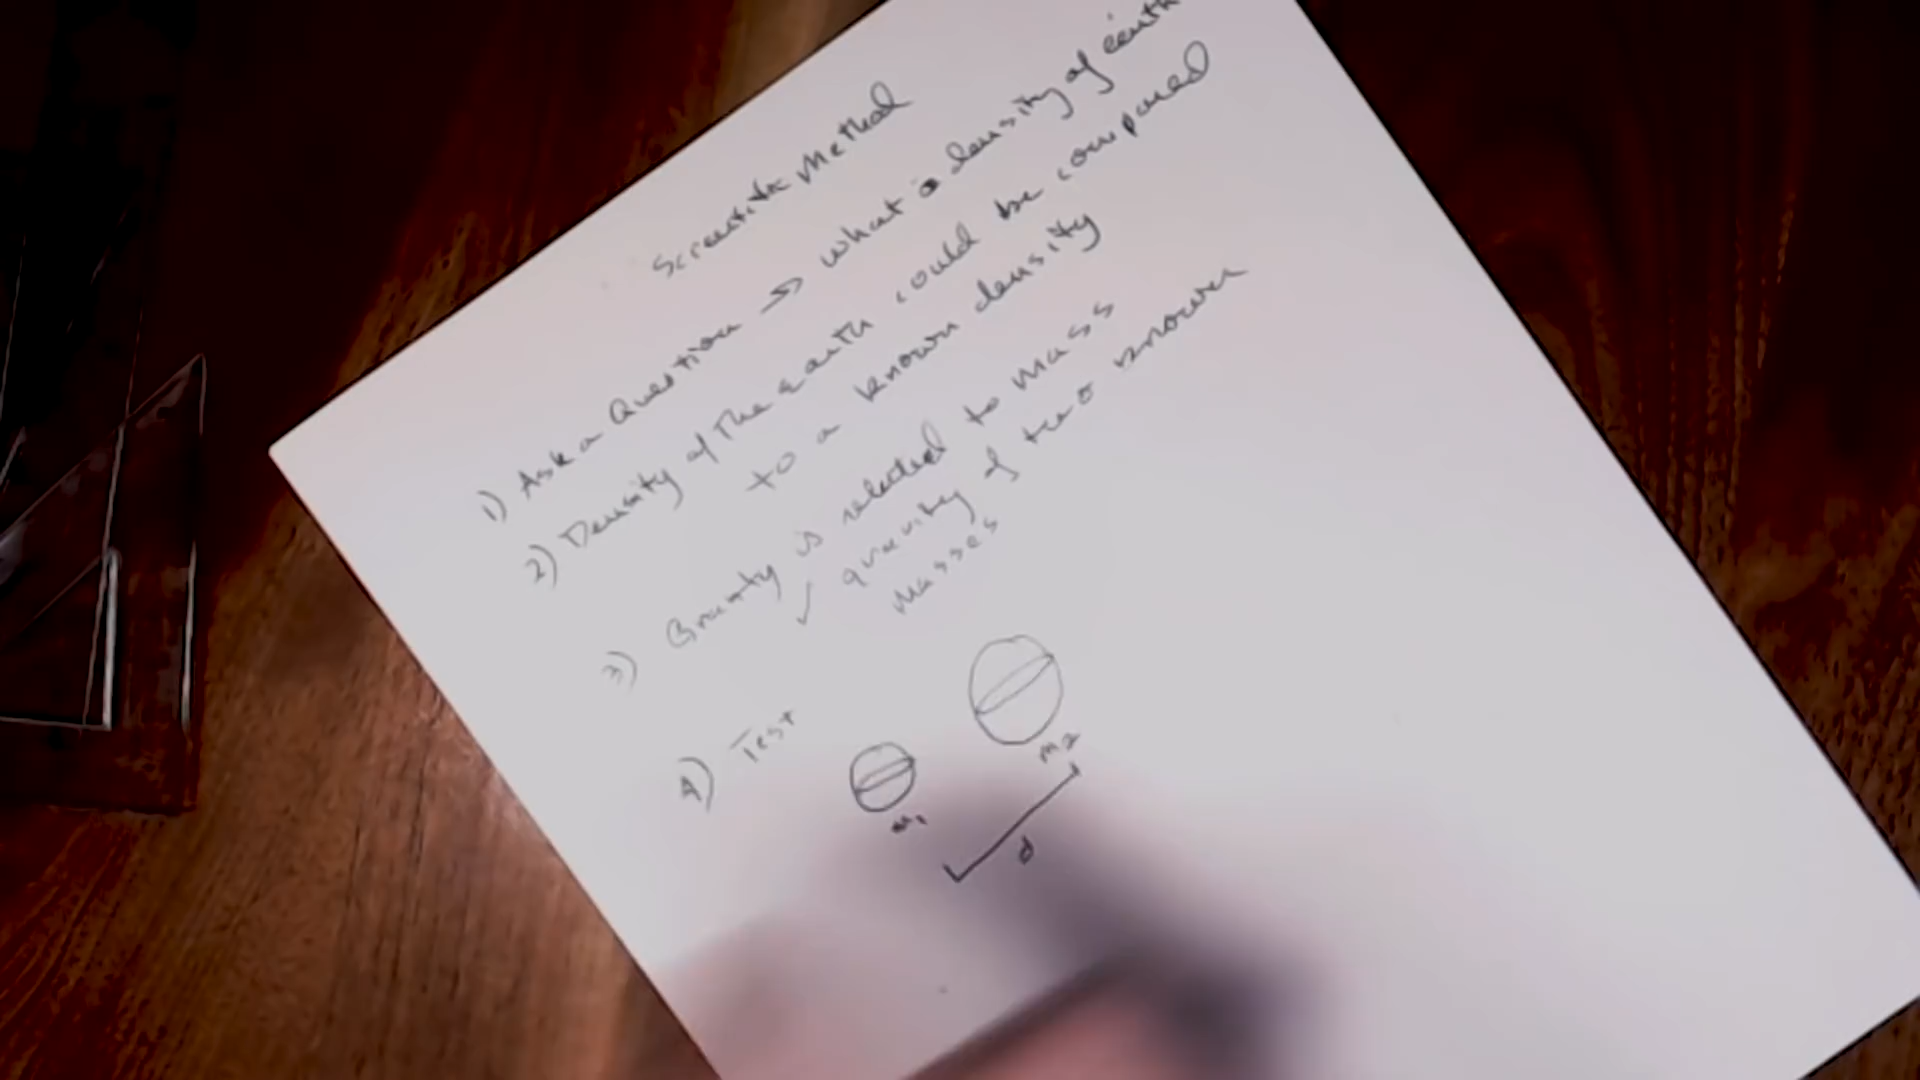 Scientific Method
1) Ask a Question → what is density of earth
2) Density of The Earth could be compared
to a known density
3) Gravity is related to mass
✓ gravity of two known
masses
4) Test
m1
m2
d